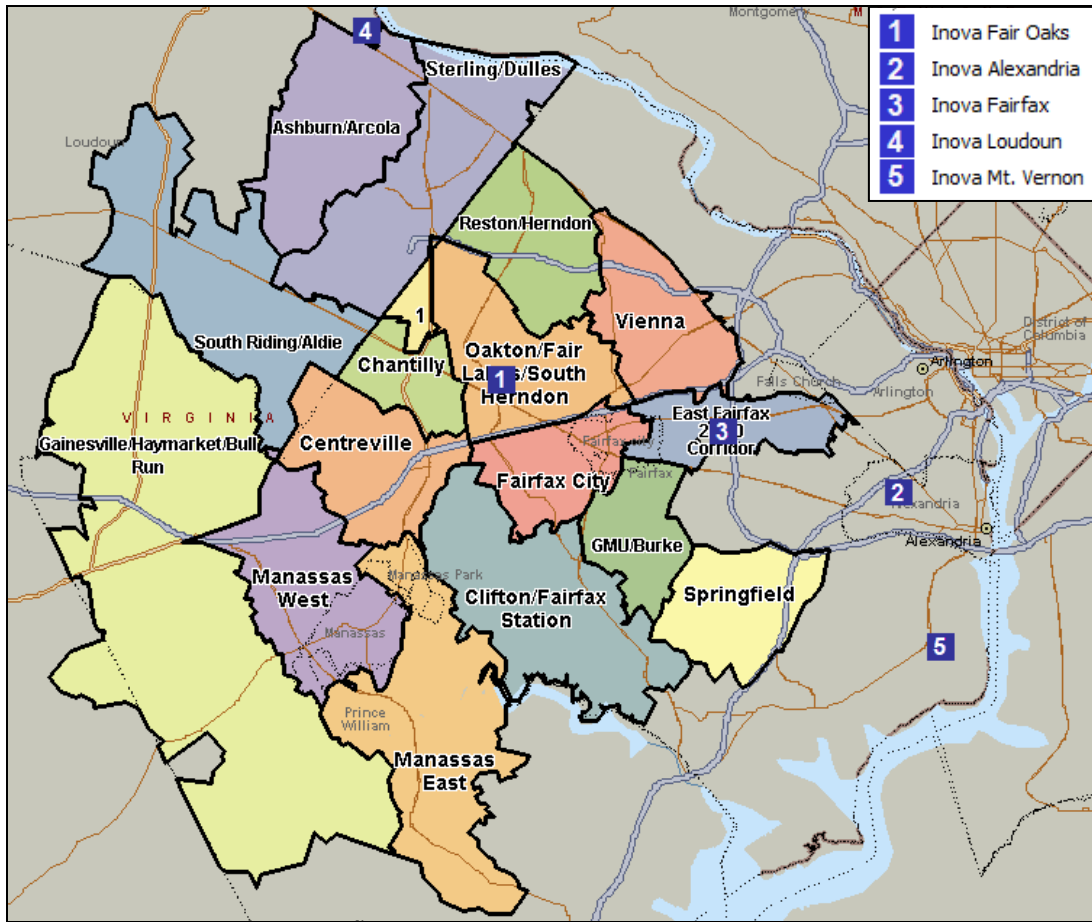 Montgomery
M
1 Inova Fair Oaks
2 Inova Alexandria
3 Inova Fairfax
4 Inova Loudoun
5 Inova Mt. Vernon
4
Sterling/Dulles
Ashburn/Arcola
Loudoun
Reston/Herndon
1
Vienna
South Riding/Aldie
Chantilly
Oakton/Fair
1
Herndon
District of
Columbia
Arlington
Falls Church
Arlington
VIRGINIA
Gainesville/Haymarket/Bull
Run
Centreville
East Fairfax
3
Corridor
Fairfax city
Fairfax
Fairfax City
2
Alexandria
GMU/Burke
Manassas Park
Manassas
West
Manassas
Clifton/Fairfax
Station
Springfield
5
Prince
William
Manassas
East